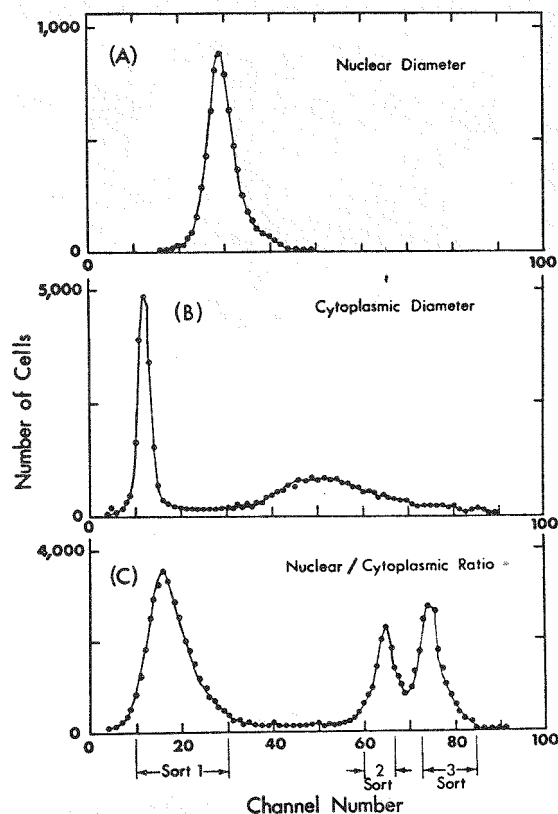 1,000
(A)
Nuclear Diameter
0
0
100
5,000
(B)
Cytoplasmic Diameter
Number of Cells
0
0
100
4,000
(C)
Nuclear / Cytoplasmic Ratio
0
0
20
40
60
80
100
Sort 1
2
Sort
3
Sort
Channel Number